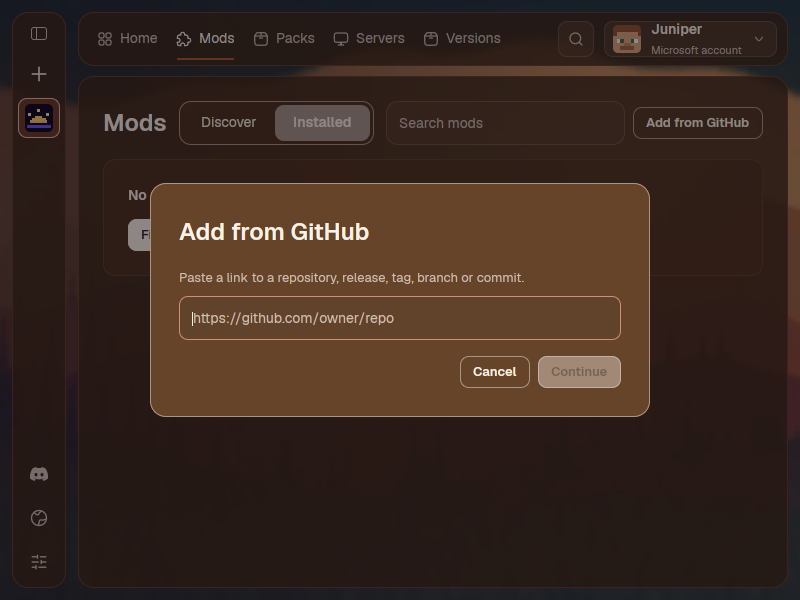 Home
Mods
Packs
Servers
Versions
Juniper
Microsoft account
Mods
Discover
Installed
Search mods
Add from GitHub
No
Add from GitHub
Paste a link to a repository, release, tag, branch or commit.
https://github.com/owner/repo
Cancel
Continue